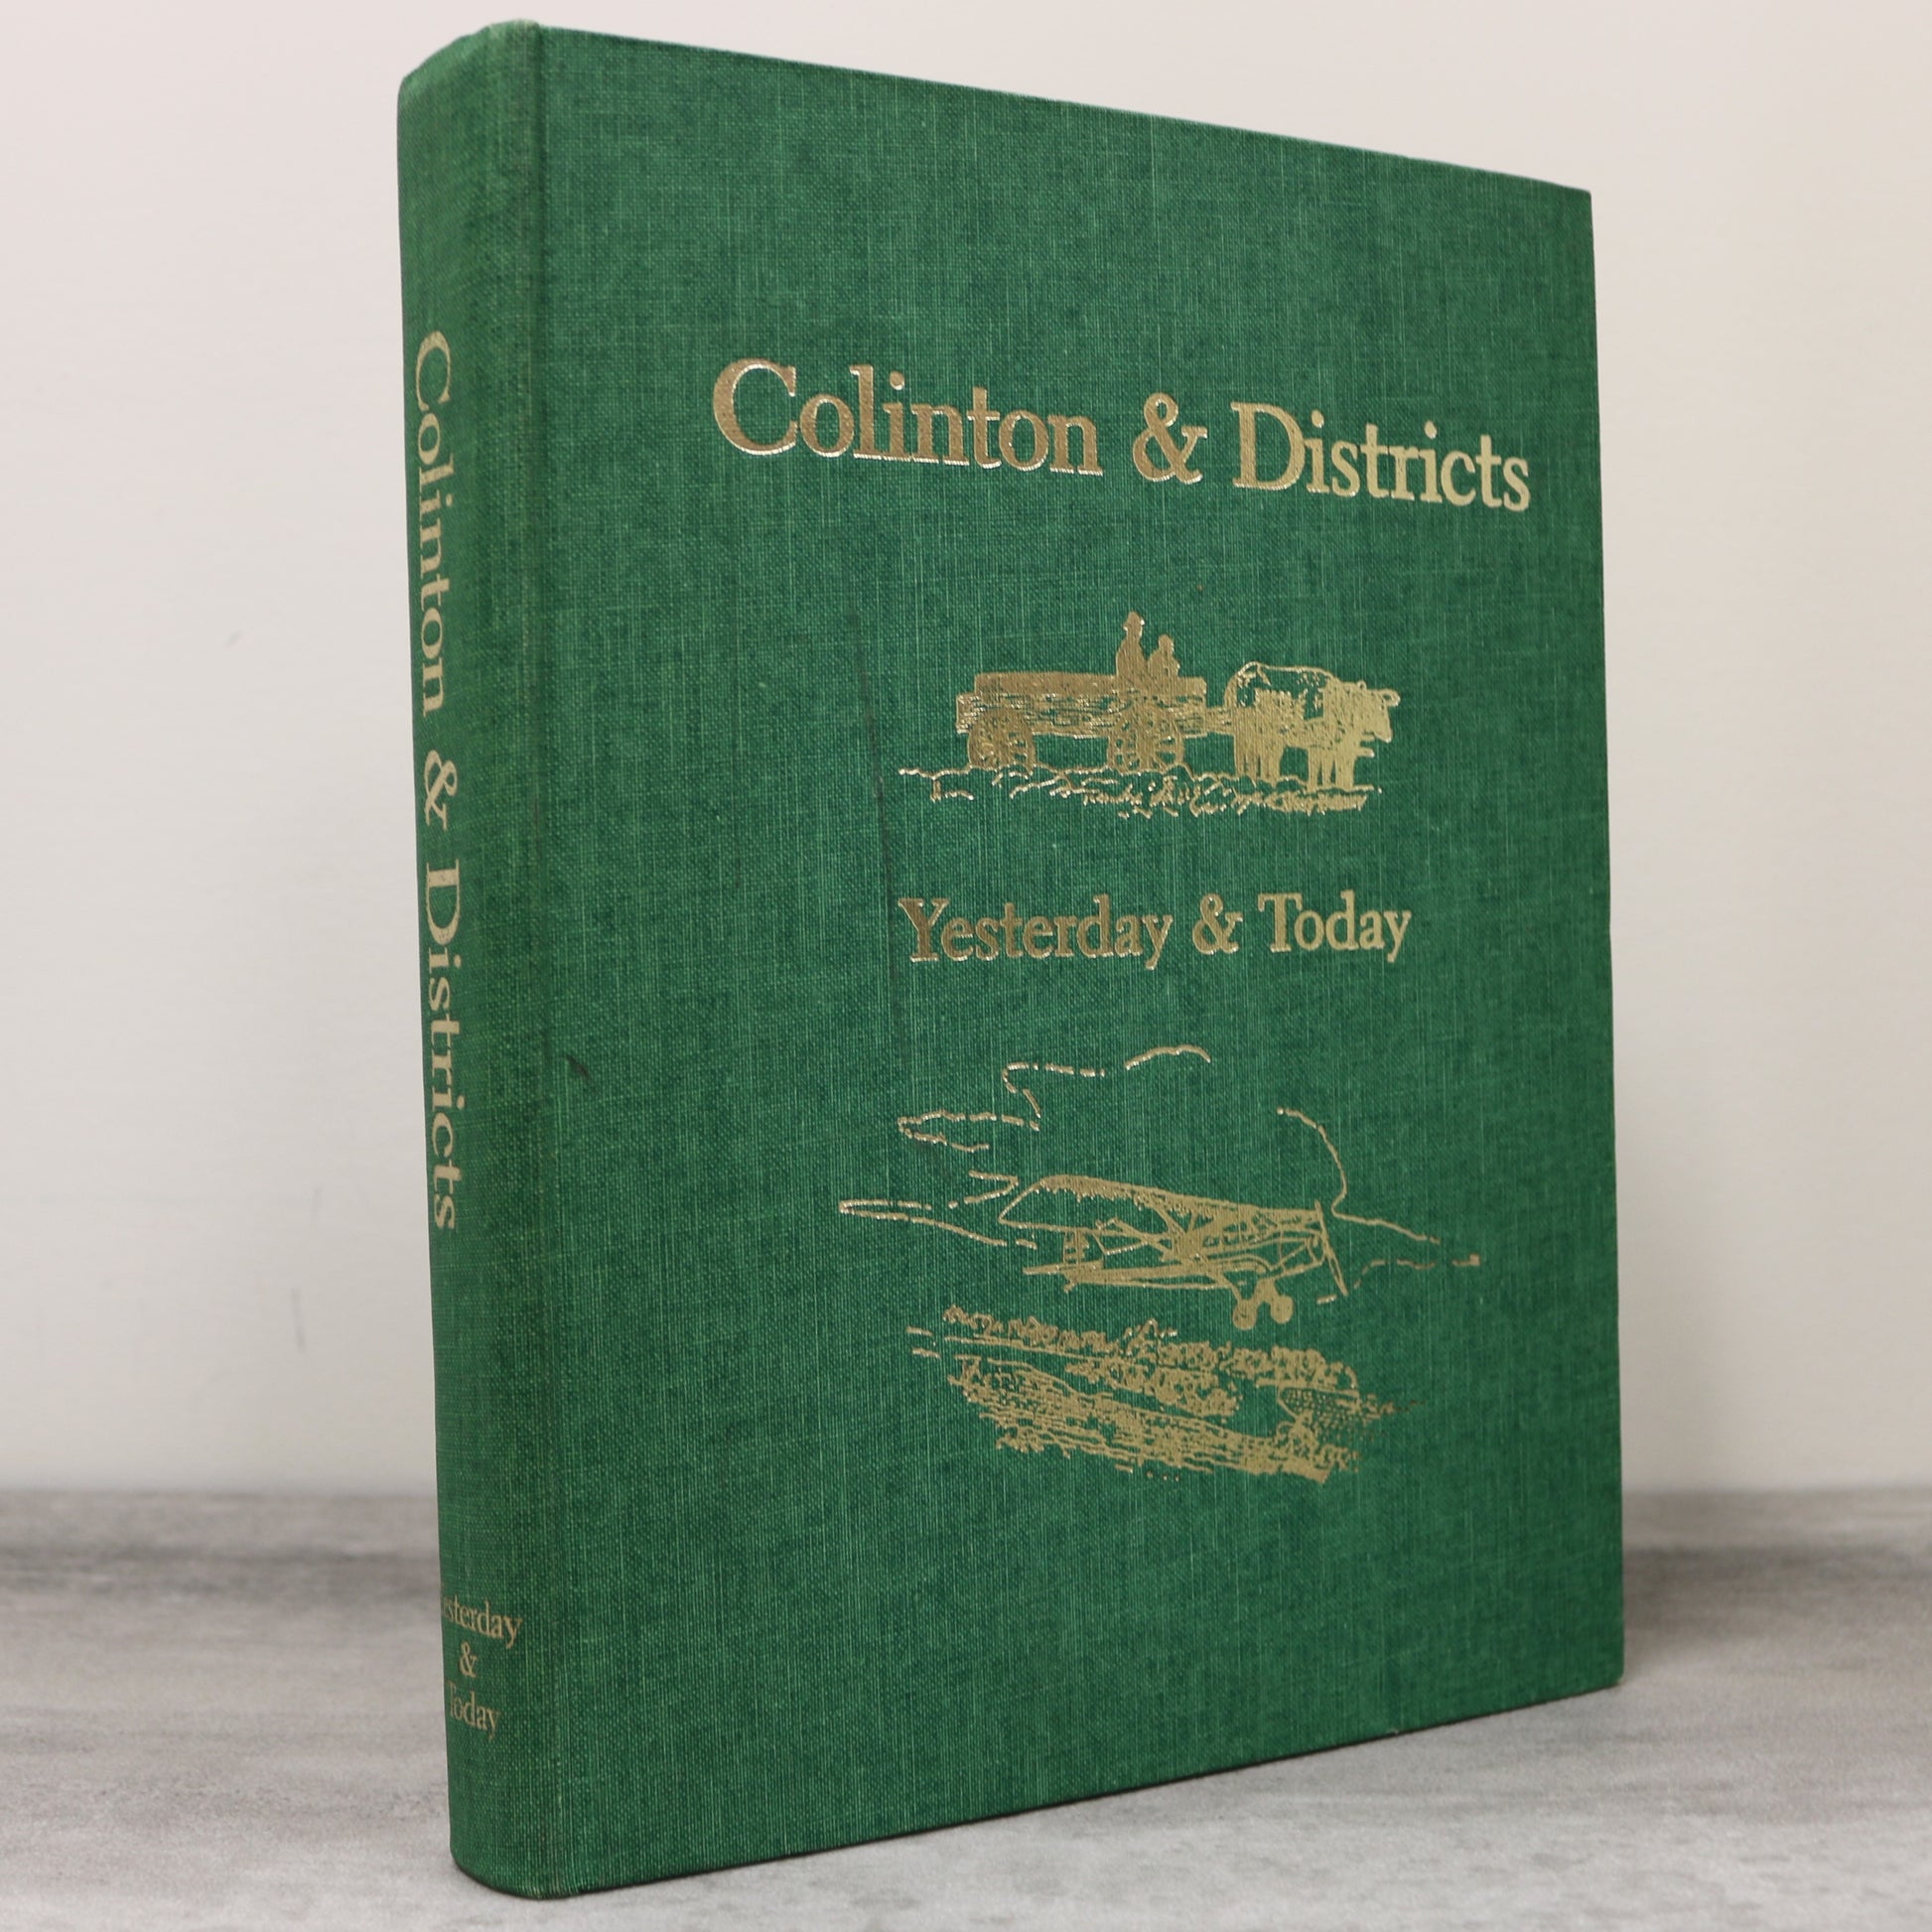 Colinton & Districts
Yesterday & Today
Colinton & Districts
Yesterday
&
Today